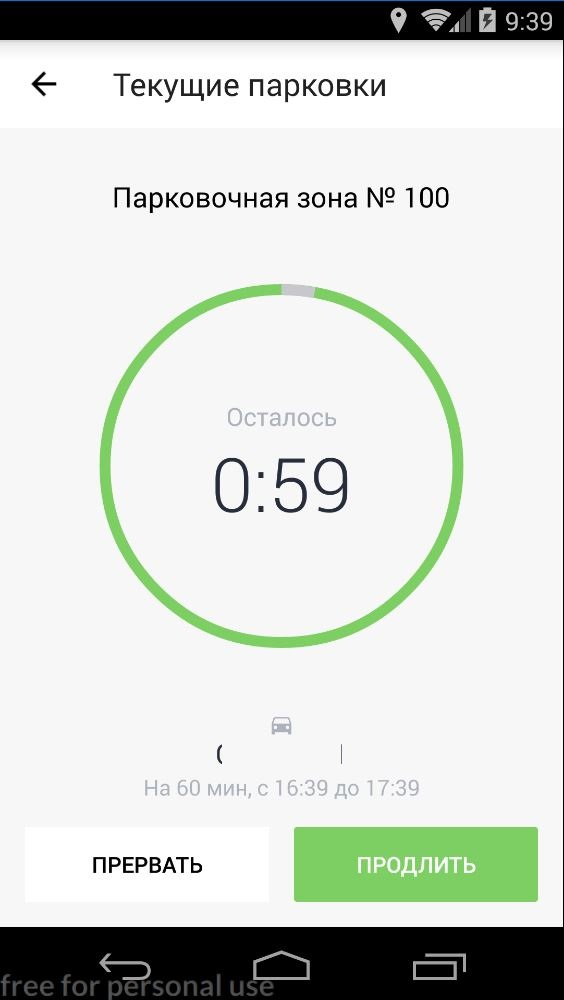 9:39
Текущие парковки
Парковочная зона № 100
Осталось
0:59
На 60 мин, с 16:39 до 17:39
ПРЕРВАТЬ
ПРОДЛИТЬ
free for personal use